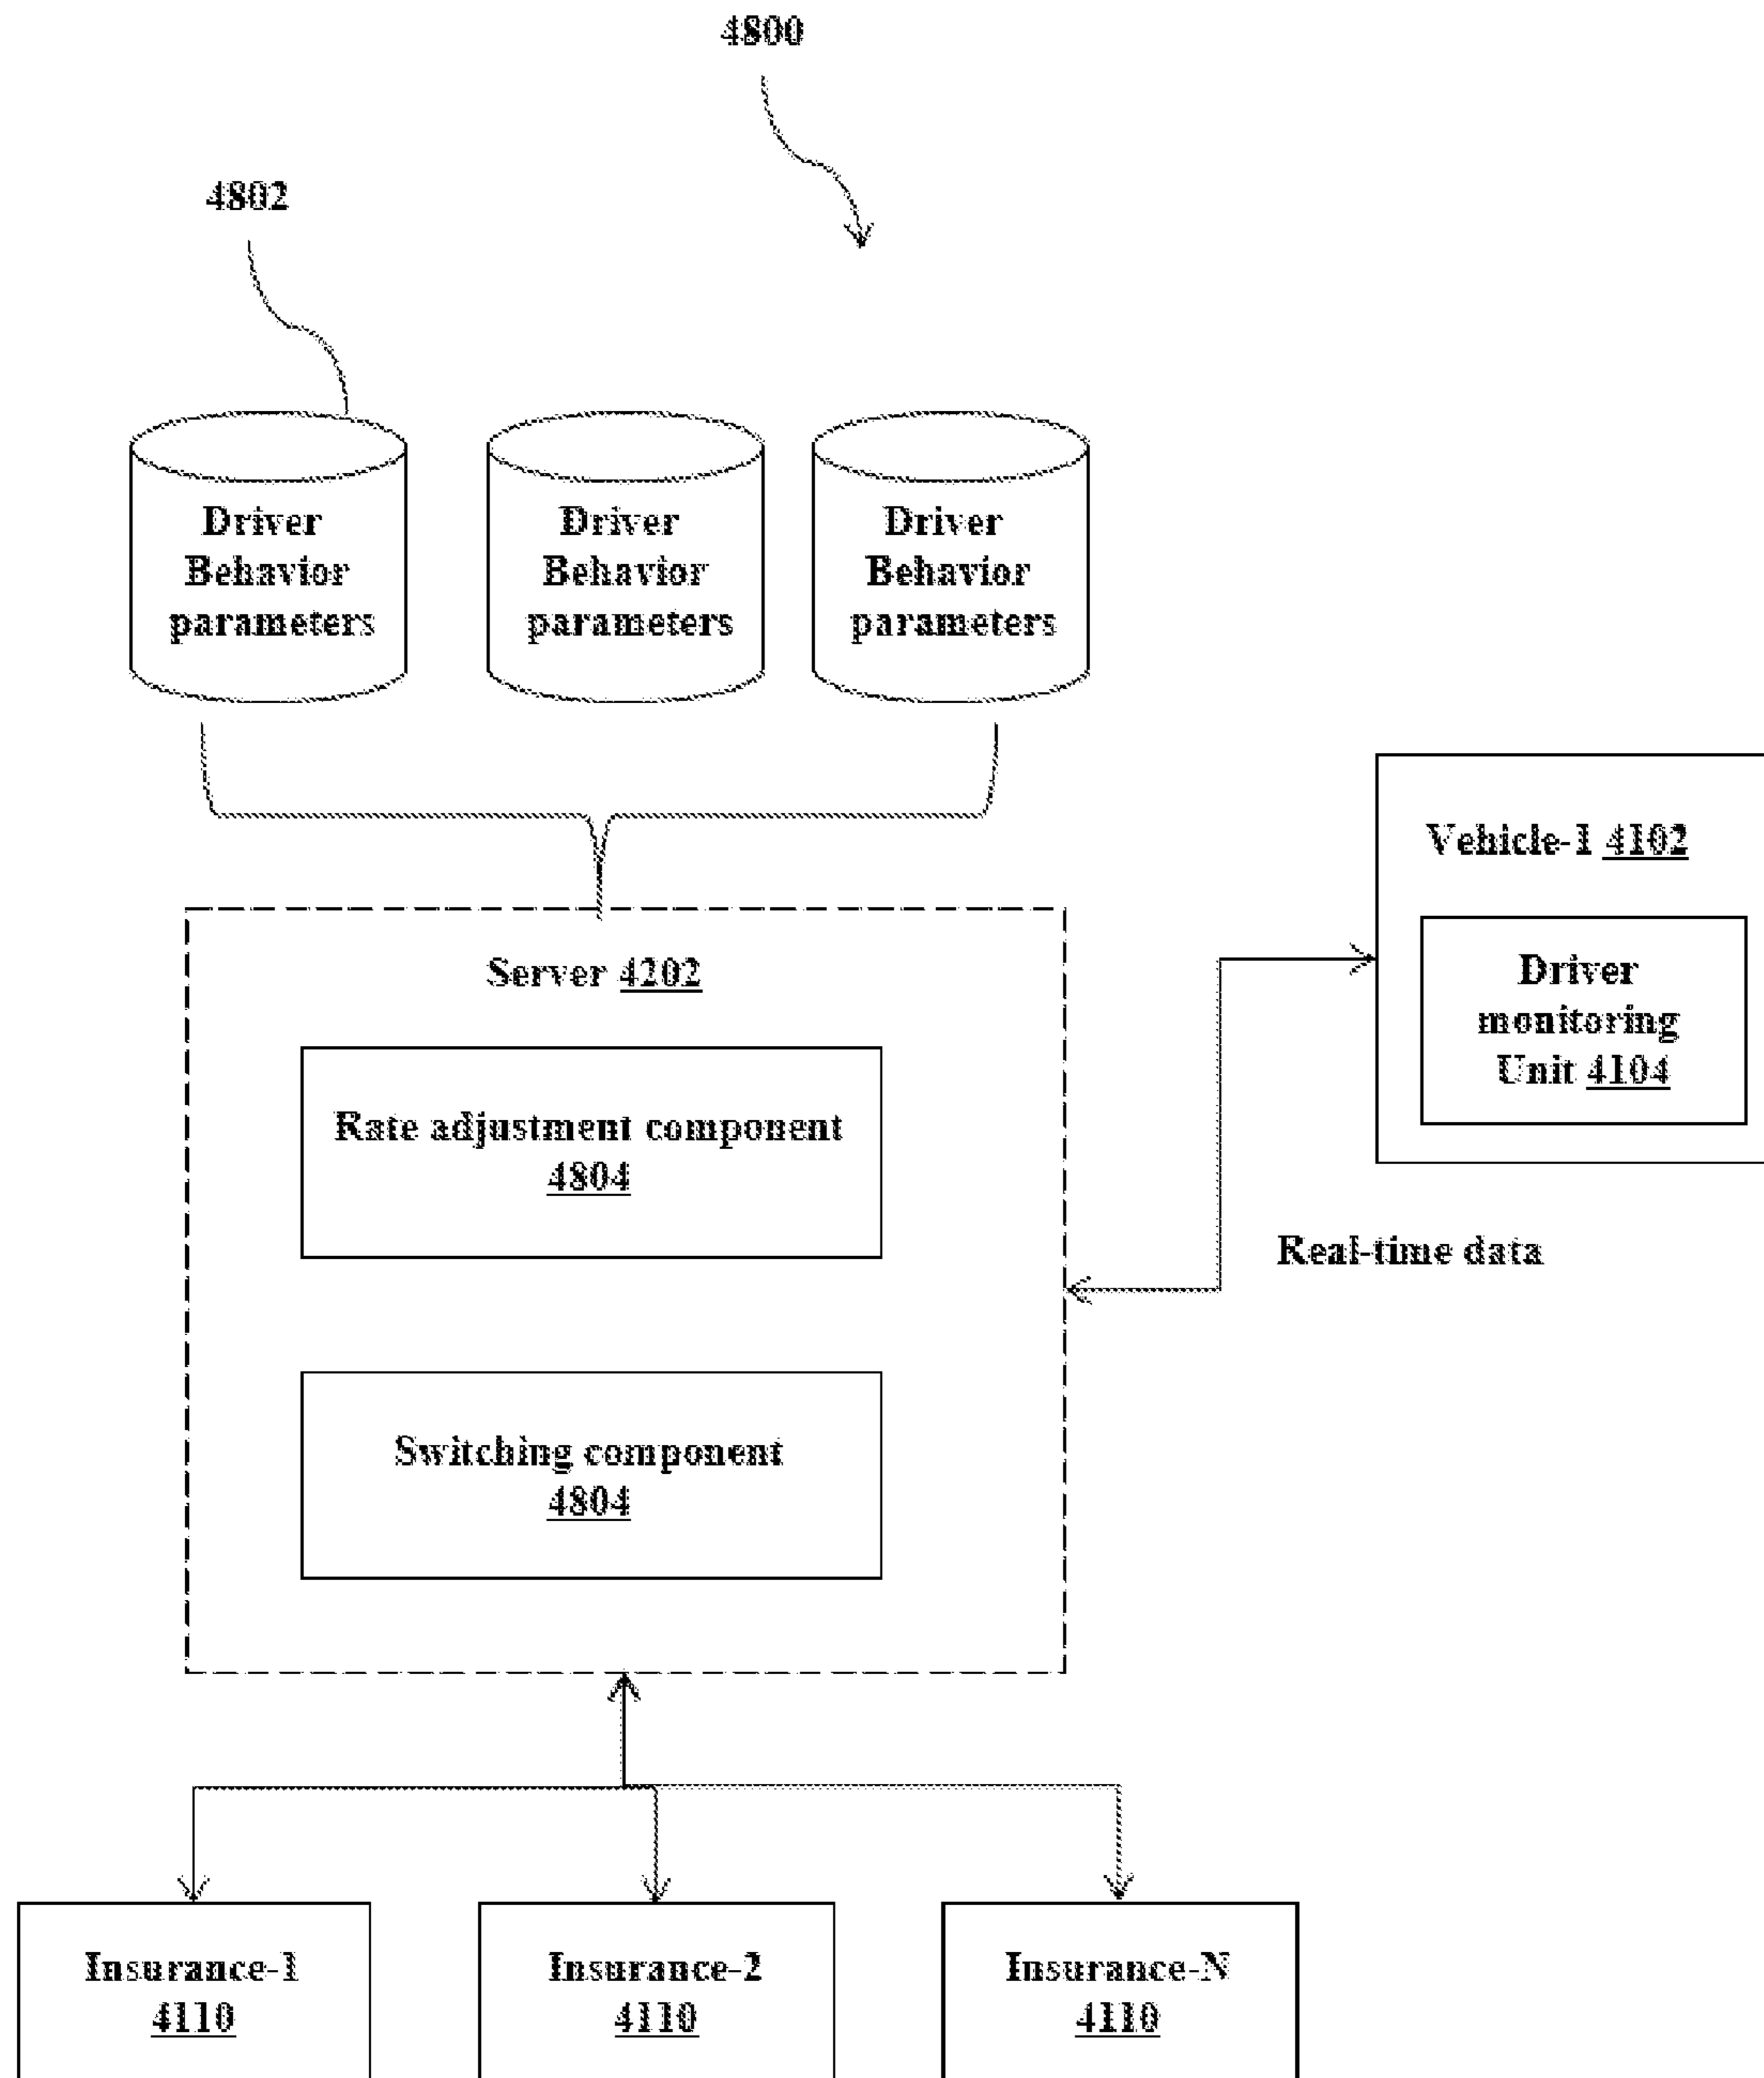 4800
4802
Driver
Behavior
parameters
Driver
Behavior
parameters
Driver
Behavior
parameters
Vehicle-1 4102
Driver
monitoring
Unit 4104
Server 4202
Rate adjustment component
4804
Real-time data
Switching component
4804
Insurance-1
4110
Insurance-2
4110
Insurance-N
4110